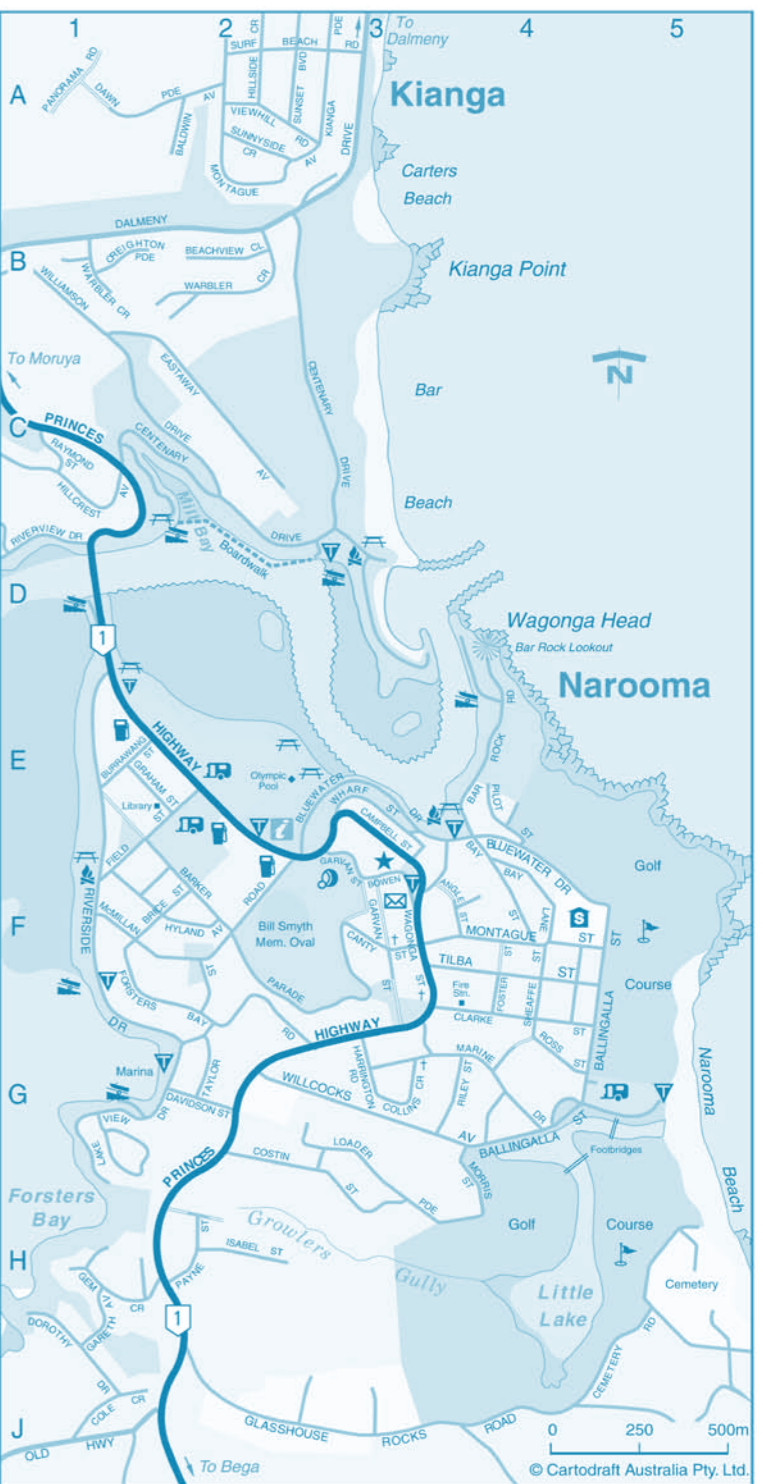 1 2 3 4 5
A
B
C
D
E
F
G
H
J
To
Dalmeny
Kianga
Carters
Beach
Kianga Point
Bar
Beach
Wagonga Head
Bar Rock Lookout
Narooma
SURF BEACH RD
CR
PDE
HILLSIDE
BVD
SUNSET
KIANGA
DRIVE
PANORAMA RD
DAWN PDE AV
BALDWIN
VIEWHILL RD
SUNNYSIDE CR
AV
MONTAGUE
DALMENY
CREIGHTON
PDE
BEACHVIEW CL
WARBLER CR
WARBLER CR
WILLIAMSON
To Moruya
EASTAWAY
AV
CENTENARY
DRIVE
PRINCES
RAYMOND
ST
HILLCREST
AV
DRIVE
CENTENARY
DRIVE
Mill Bay
Boardwalk
RIVERVIEW DR
N
1
HIGHWAY
BURRAWANG
ST
GRAHAM ST
Library
ST
FIELD
BARKER
Olympic
Pool
BLUEWATER
WHARF
ST
DR
CAMPBELL ST
BAR
ROCK
RD
PILOT
ST
BLUEWATER DR
BAY
BAY
ST
LANE
ANGLE
ST
Golf
Course
RIVERSIDE
DR
McMILLAN
BRICE ST
HYLAND AV
ROAD
ST
GARVAN ST
BOWEN
GARVAN
ST
WAGONGA
ST
CANTY
ST
Bill Smyth
Mem. Oval
PARADE
MONTAGUE ST
TILBA ST
Fire
Stn.
FOSTER
ST
SHEAFFE
ST
CLARKE ST
ROSS ST
BALLINGALLA
ST
S
FORSTERS
BAY
RD
HIGHWAY
Marina
TAYLOR
DAVIDSON ST
DR
WILLCOCKS
AV
HARRINGTON
RD
COLLINS CR
MARINE
DR
RILEY ST
BALLINGALLA ST
Footbridges
Narooma
Beach
LAKE
VIEW
PRINCES
COSTIN
ST
LOADER
PDE
MORRIS
ST
Forsters
Bay
Growlers
Gully
ISABEL ST
ST
PAYNE
Golf
Course
Little
Lake
Cemetery
GEM
AV
GARETH
CR
DOROTHY
DR
COLE CR
1
OLD HWY
GLASSHOUSE ROCKS ROAD
CEMETERY
RD
To Bega
0 250 500m
© Cartodraft Australia Pty. Ltd.